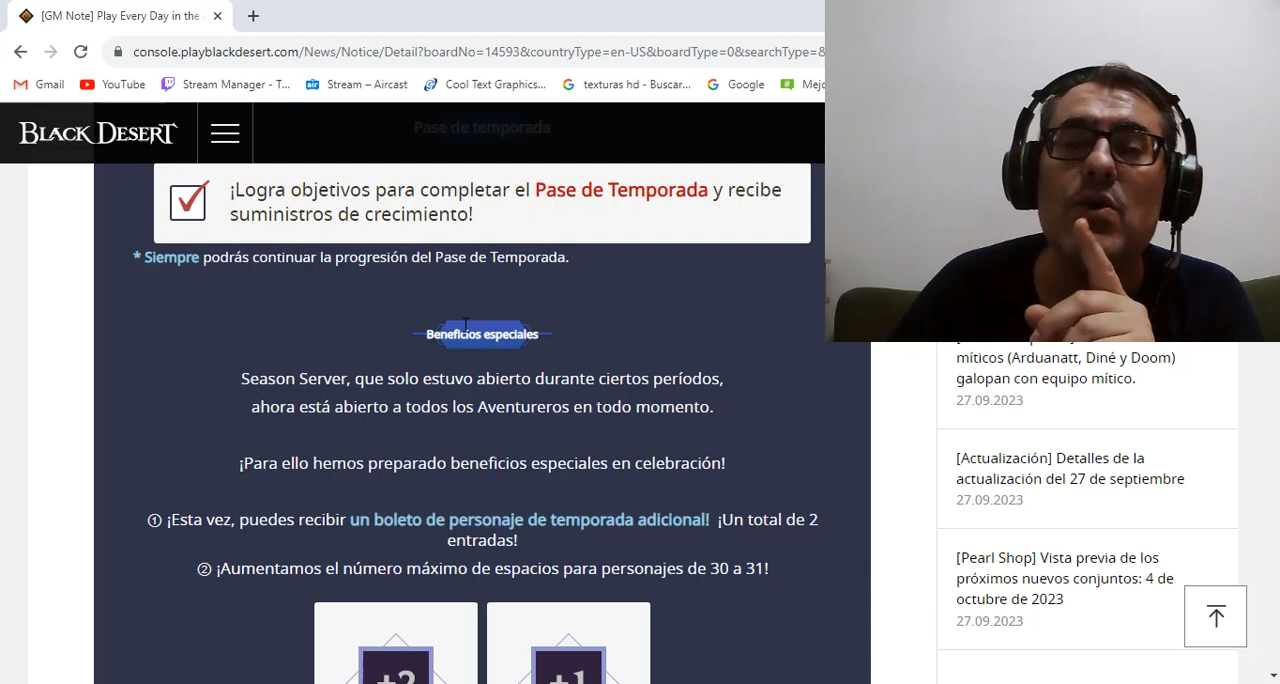 [GM Note] Play Every Day in the
console.playblackdesert.com/News/Notice/Detail?boardNo=14593&countryType=en-US&boardType=0&searchType=8
Gmail
YouTube
Stream Manager - T...
Stream – Aircast
Cool Text Graphics...
texturas hd - Buscar...
Google
Mejo
BLACK DESERT
Pase de temporada
¡Logra objetivos para completar el Pase de Temporada y recibe
suministros de crecimiento!
* Siempre podrás continuar la progresión del Pase de Temporada.
Beneficios especiales
Season Server, que solo estuvo abierto durante ciertos períodos,
ahora está abierto a todos los Aventureros en todo momento.
¡Para ello hemos preparado beneficios especiales en celebración!
① ¡Esta vez, puedes recibir un boleto de personaje de temporada adicional! ¡Un total de 2
entradas!
② ¡Aumentamos el número máximo de espacios para personajes de 30 a 31!
+2
+1
míticos (Arduanatt, Diné y Doom)
galopan con equipo mítico.
27.09.2023
[Actualización] Detalles de la
actualización del 27 de septiembre
27.09.2023
[Pearl Shop] Vista previa de los
próximos nuevos conjuntos: 4 de
octubre de 2023
27.09.2023